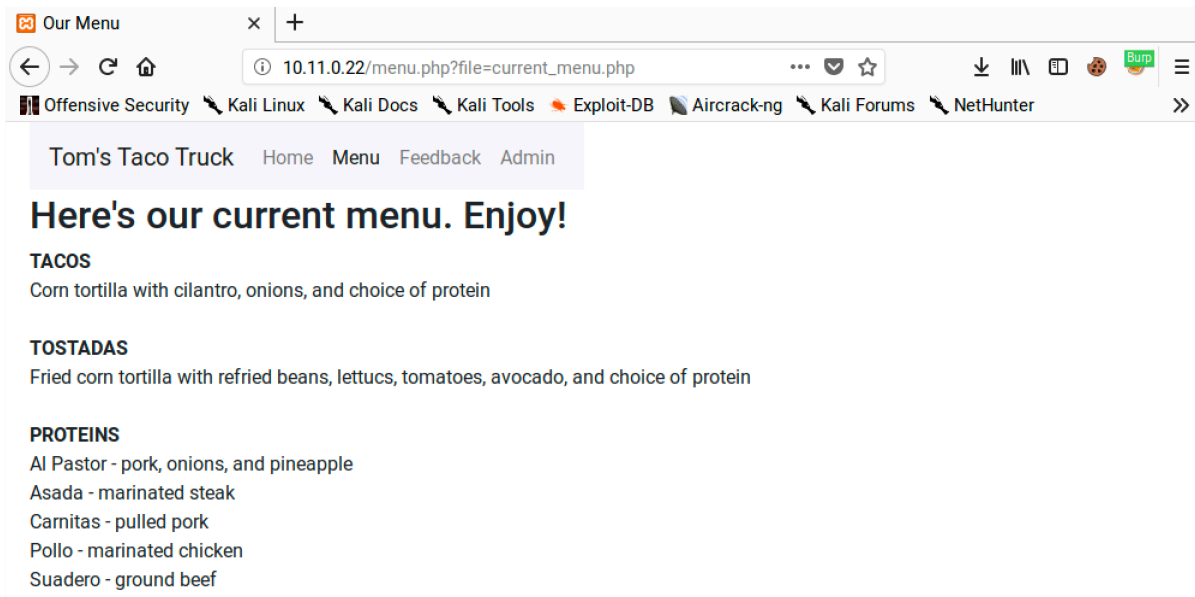 Our Menu
10.11.0.22/menu.php?file=current_menu.php
Burp
Offensive Security Kali Linux Kali Docs Kali Tools Exploit-DB Aircrack-ng Kali Forums NetHunter
Tom's Taco Truck Home Menu Feedback Admin
Here's our current menu. Enjoy!
TACOS
Corn tortilla with cilantro, onions, and choice of protein
TOSTADAS
Fried corn tortilla with refried beans, lettucs, tomatoes, avocado, and choice of protein
PROTEINS
Al Pastor - pork, onions, and pineapple
Asada - marinated steak
Carnitas - pulled pork
Pollo - marinated chicken
Suadero - ground beef